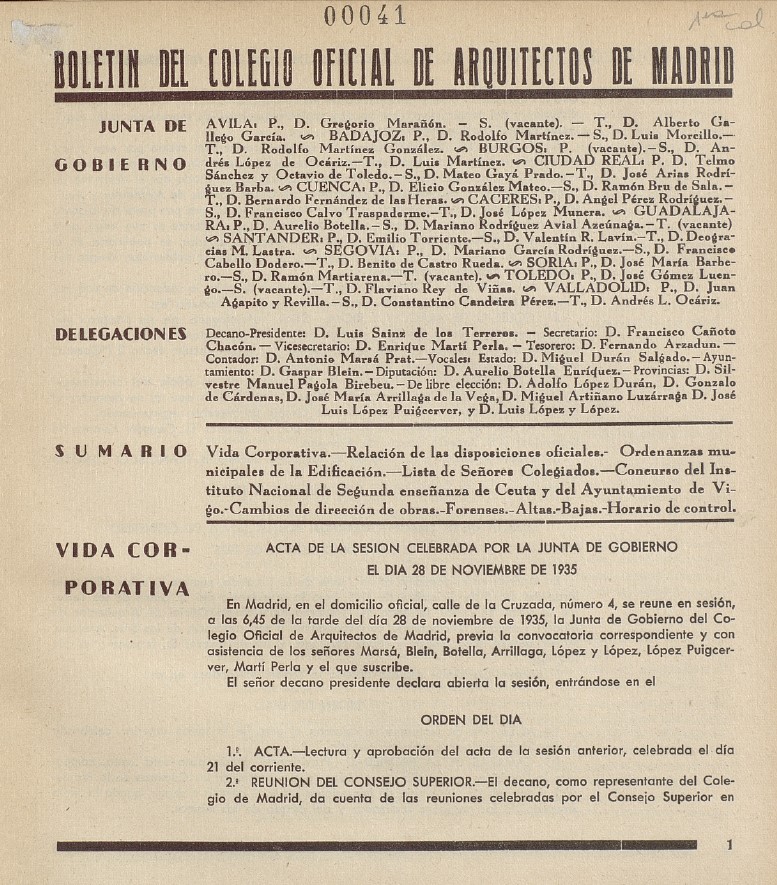 00041
1ª col
BOLETIN DEL COLEGIO OFICIAL DE ARQUITECTOS DE MADRID
JUNTA DE GOBIERNO
AVILA: P., D. Gregorio Marañón. - S. (vacante). — T., D. Alberto Ga-
llego García. ∽ BADAJOZ: P., D. Rodolfo Martínez. — S., D. Luis Morcillo.—
T., D. Rodolfo Martínez González. ∽ BURGOS: P. (vacante).-S., D. An-
drés López de Ocáriz.—T., D. Luis Martínez. ∽ CIUDAD REAL: P. D. Telmo
Sánchez y Octavio de Toledo.-S., D. Mateo Gayá Prado.-T., D. José Arias Rodrí-
guez Barba. ∽ CUENCA: P., D. Elicio González Mateo.—S., D. Ramón Bru de Sala.-
T., D. Bernardo Fernández de las Heras. ∽ CACERES: P., D. Angel Pérez Rodríguez.-
S., D. Francisco Calvo Traspaderme.-T., D. José López Munera. ∽ GUADALAJA-
RA: P., D. Aurelio Botella.-S., D. Mariano Rodríguez Avial Azeúnaga.-T. (vacante)
∽ SANTANDER: P., D. Emilio Torriente.—S., D. Valentín R. Lavín.—T., D. Deogra-
cias M. Lastra. ∽ SEGOVIA: P., D. Mariano García Rodríguez.—S., D. Francisco
Cabello Dodero.—T., D. Benito de Castro Rueda. ∽ SORIA: P., D. José María Barbe-
ro.—S., D. Ramón Martiarena.—T. (vacante). ∽ TOLEDO: P., D. José Gómez Luen-
go.—S. (vacante).—T., D. Flaviano Rey de Viñas. ∽ VALLADOLID: P., D. Juan
Agapito y Revilla.-S., D. Constantino Candeira Pérez.—T., D. Andrés L. Ocáriz.
DELEGACIONES
Decano-Presidente: D. Luis Sainz de los Terreros. - Secretario: D. Francisco Cañoto
Chacón. — Vicesecretario: D. Enrique Martí Perla. - Tesorero: D. Fernando Arzadun.—
Contador: D. Antonio Marsá Prat.—Vocales: Estado: D. Miguel Durán Salgado.-Ayun-
tamiento: D. Gaspar Blein.-Diputación: D. Aurelio Botella Enríquez.-Provincias: D. Sil-
vestre Manuel Pagola Birebeu.-De libre elección: D. Adolfo López Durán, D. Gonzalo
de Cárdenas, D. José María Arrillaga de la Vega, D. Miguel Artiñano Luzárraga D. José
Luis López Puigcerver, y D. Luis López y López.
SUMARIO
Vida Corporativa.—Relación de las disposiciones oficiales.- Ordenanzas mu-
nicipales de la Edificación.—Lista de Señores Colegiados.—Concurso del Ins-
tituto Nacional de Segunda enseñanza de Ceuta y del Ayuntamiento de Vi-
go.-Cambios de dirección de obras.-Forenses.-Altas.-Bajas.-Horario de control.
VIDA COR-
PORATIVA
ACTA DE LA SESION CELEBRADA POR LA JUNTA DE GOBIERNO
EL DIA 28 DE NOVIEMBRE DE 1935
En Madrid, en el domicilio oficial, calle de la Cruzada, número 4, se reune en sesión,
a las 6,45 de la tarde del día 28 de noviembre de 1935, la Junta de Gobierno del Co-
legio Oficial de Arquitectos de Madrid, previa la convocatoria correspondiente y con
asistencia de los señores Marsá, Blein, Botella, Arrillaga, López y López, López Puigcer-
ver, Martí Perla y el que suscribe.
El señor decano presidente declara abierta la sesión, entrándose en el
ORDEN DEL DIA
1.º. ACTA.—Lectura y aprobación del acta de la sesión anterior, celebrada el día
21 del corriente.
2.º REUNION DEL CONSEJO SUPERIOR.—El decano, como representante del Cole-
gio de Madrid, da cuenta de las reuniones celebradas por el Consejo Superior en
1